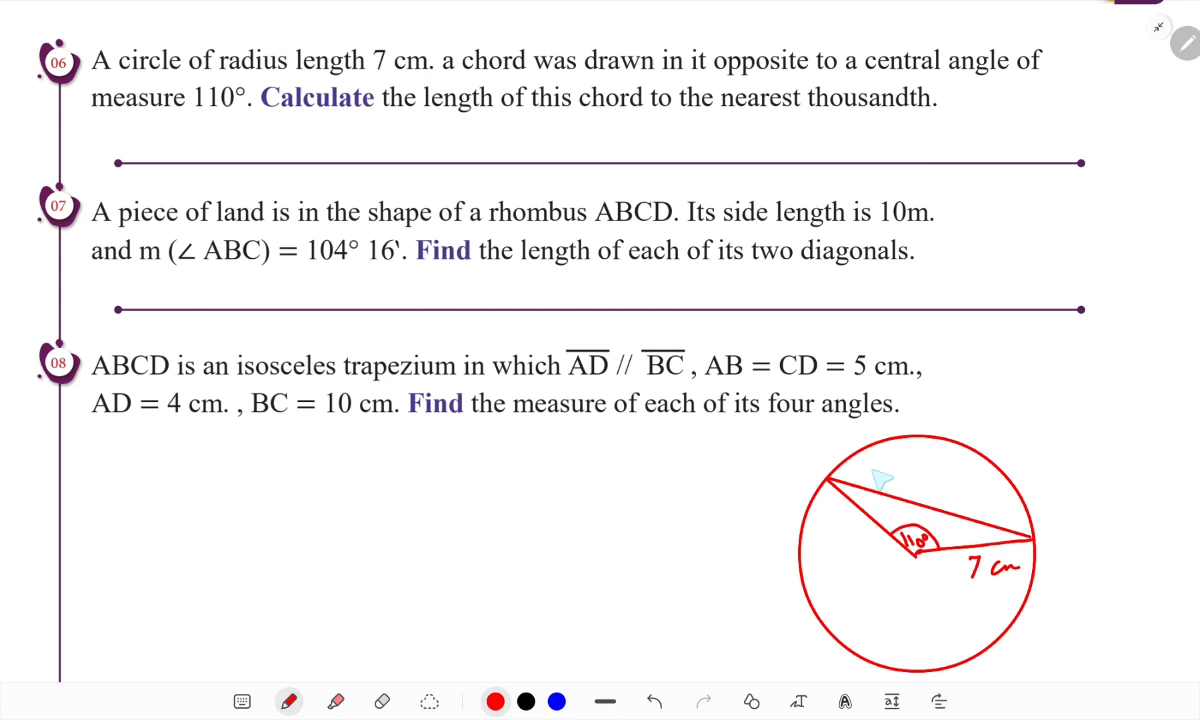 06
A circle of radius length 7 cm. a chord was drawn in it opposite to a central angle of
measure 110°. Calculate the length of this chord to the nearest thousandth.
07
A piece of land is in the shape of a rhombus ABCD. Its side length is 10m.
and m (∠ ABC) = 104° 16‵. Find the length of each of its two diagonals.
08
ABCD is an isosceles trapezium in which A̅D̅ // B̅C̅ , AB = CD = 5 cm.,
AD = 4 cm. , BC = 10 cm. Find the measure of each of its four angles.
110°
7 cm